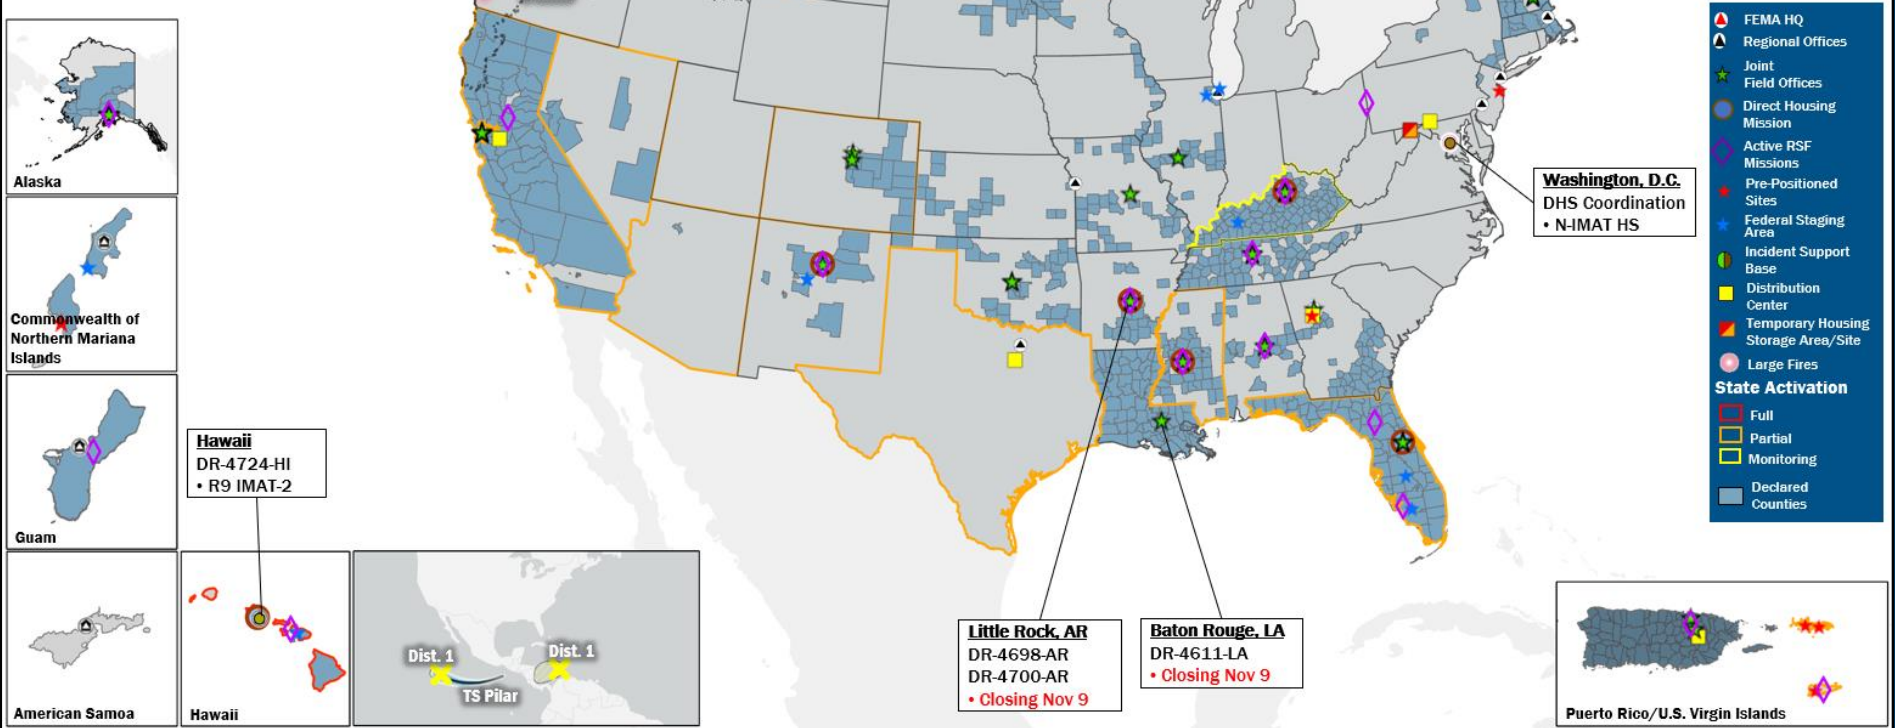 Alaska
Commonwealth of
Northern Mariana
Islands
Guam
American Samoa
Hawaii
DR-4724-HI
• R9 IMAT-2
Hawaii
Dist. 1
TS Pilar
Dist. 1
Little Rock, AR
DR-4698-AR
DR-4700-AR
• Closing Nov 9
Baton Rouge, LA
DR-4611-LA
• Closing Nov 9
Washington, D.C.
DHS Coordination
• N-IMAT HS
FEMA HQ
Regional Offices
Joint
Field Offices
Direct Housing
Mission
Active RSF
Missions
Pre-Positioned
Sites
Federal Staging
Area
Incident Support
Base
Distribution
Center
Temporary Housing
Storage Area/Site
Large Fires
State Activation
Full
Partial
Monitoring
Declared
Counties
Puerto Rico/U.S. Virgin Islands